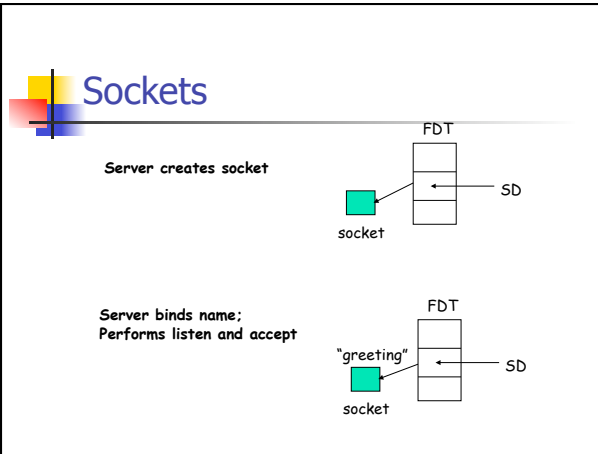 Sockets
FDT
Server creates socket
SD
socket
FDT
Server binds name;
Performs listen and accept
"greeting"
SD
socket